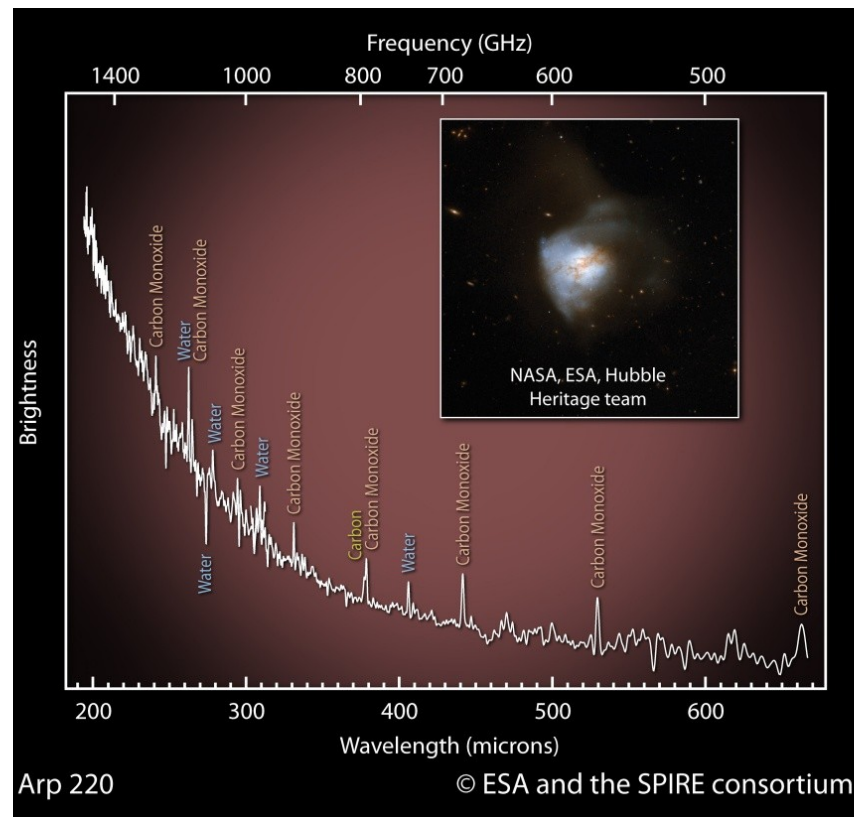 Frequency (GHz)
1400 1000 800 700 600 500
Brightness
Carbon Monoxide
Water
Carbon Monoxide
Water
Water
Carbon Monoxide
Water
Carbon Monoxide
Carbon
Carbon Monoxide
Water
Carbon Monoxide
Carbon Monoxide
Carbon Monoxide
NASA, ESA, Hubble
Heritage team
200 300 400 500 600
Wavelength (microns)
Arp 220 © ESA and the SPIRE consortium